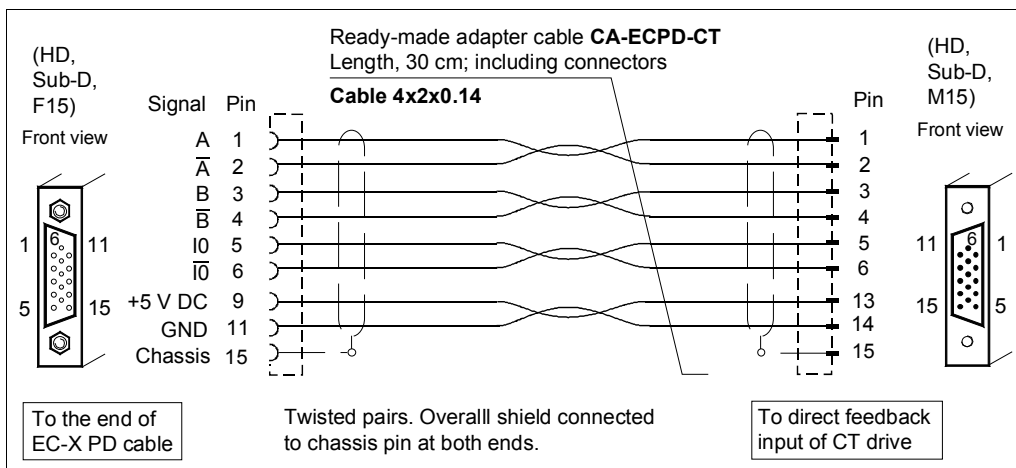 Ready-made adapter cable CA-ECPD-CT
Length, 30 cm; including connectors
Cable 4x2x0.14
(HD,
Sub-D,
F15)
Front view
Signal Pin
A 1
A̅ 2
B 3
B̅ 4
I0 5
I̅0̅ 6
+5 V DC 9
GND 11
Chassis 15
1
6
11
5
15
Pin
1
2
3
4
5
6
13
14
15
(HD,
Sub-D,
M15)
Front view
11
6
1
15
5
To the end of
EC-X PD cable
Twisted pairs. Overalll shield connected
to chassis pin at both ends.
To direct feedback
input of CT drive